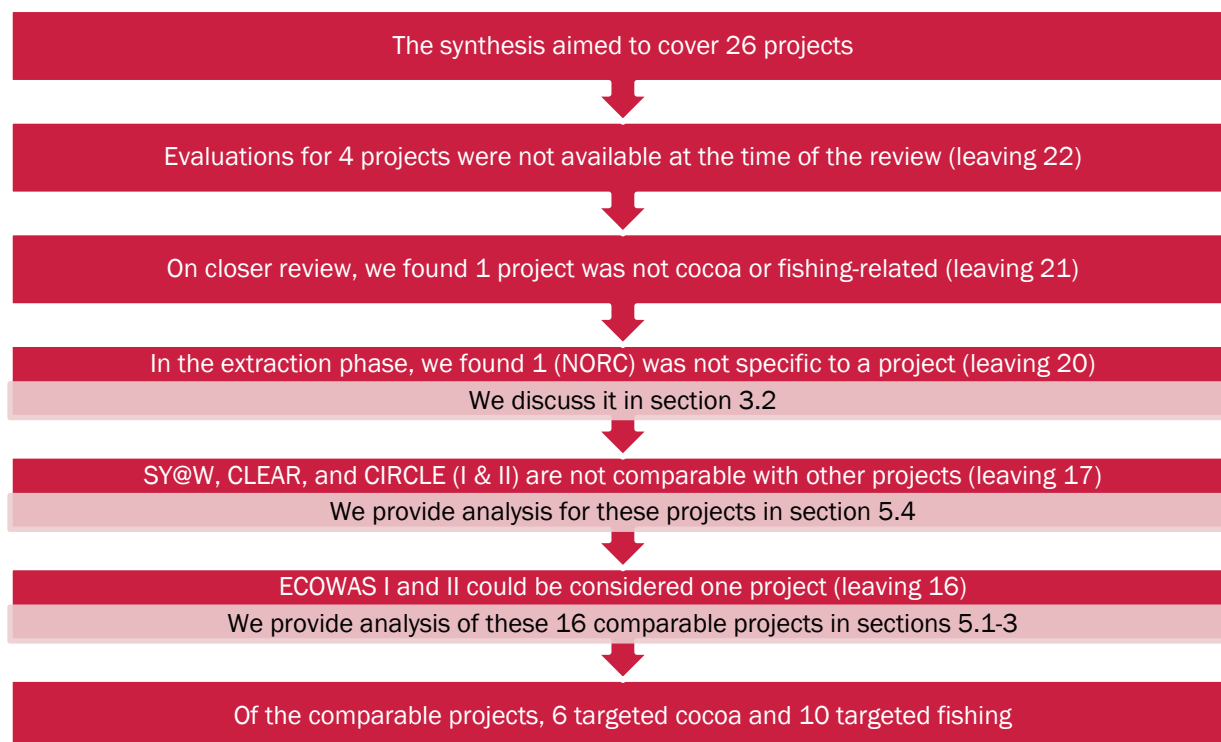 The synthesis aimed to cover 26 projects
Evaluations for 4 projects were not available at the time of the review (leaving 22)
On closer review, we found 1 project was not cocoa or fishing-related (leaving 21)
In the extraction phase, we found 1 (NORC) was not specific to a project (leaving 20)
We discuss it in section 3.2
SY@W, CLEAR, and CIRCLE (I & II) are not comparable with other projects (leaving 17)
We provide analysis for these projects in section 5.4
ECOWAS I and II could be considered one project (leaving 16)
We provide analysis of these 16 comparable projects in sections 5.1-3
Of the comparable projects, 6 targeted cocoa and 10 targeted fishing